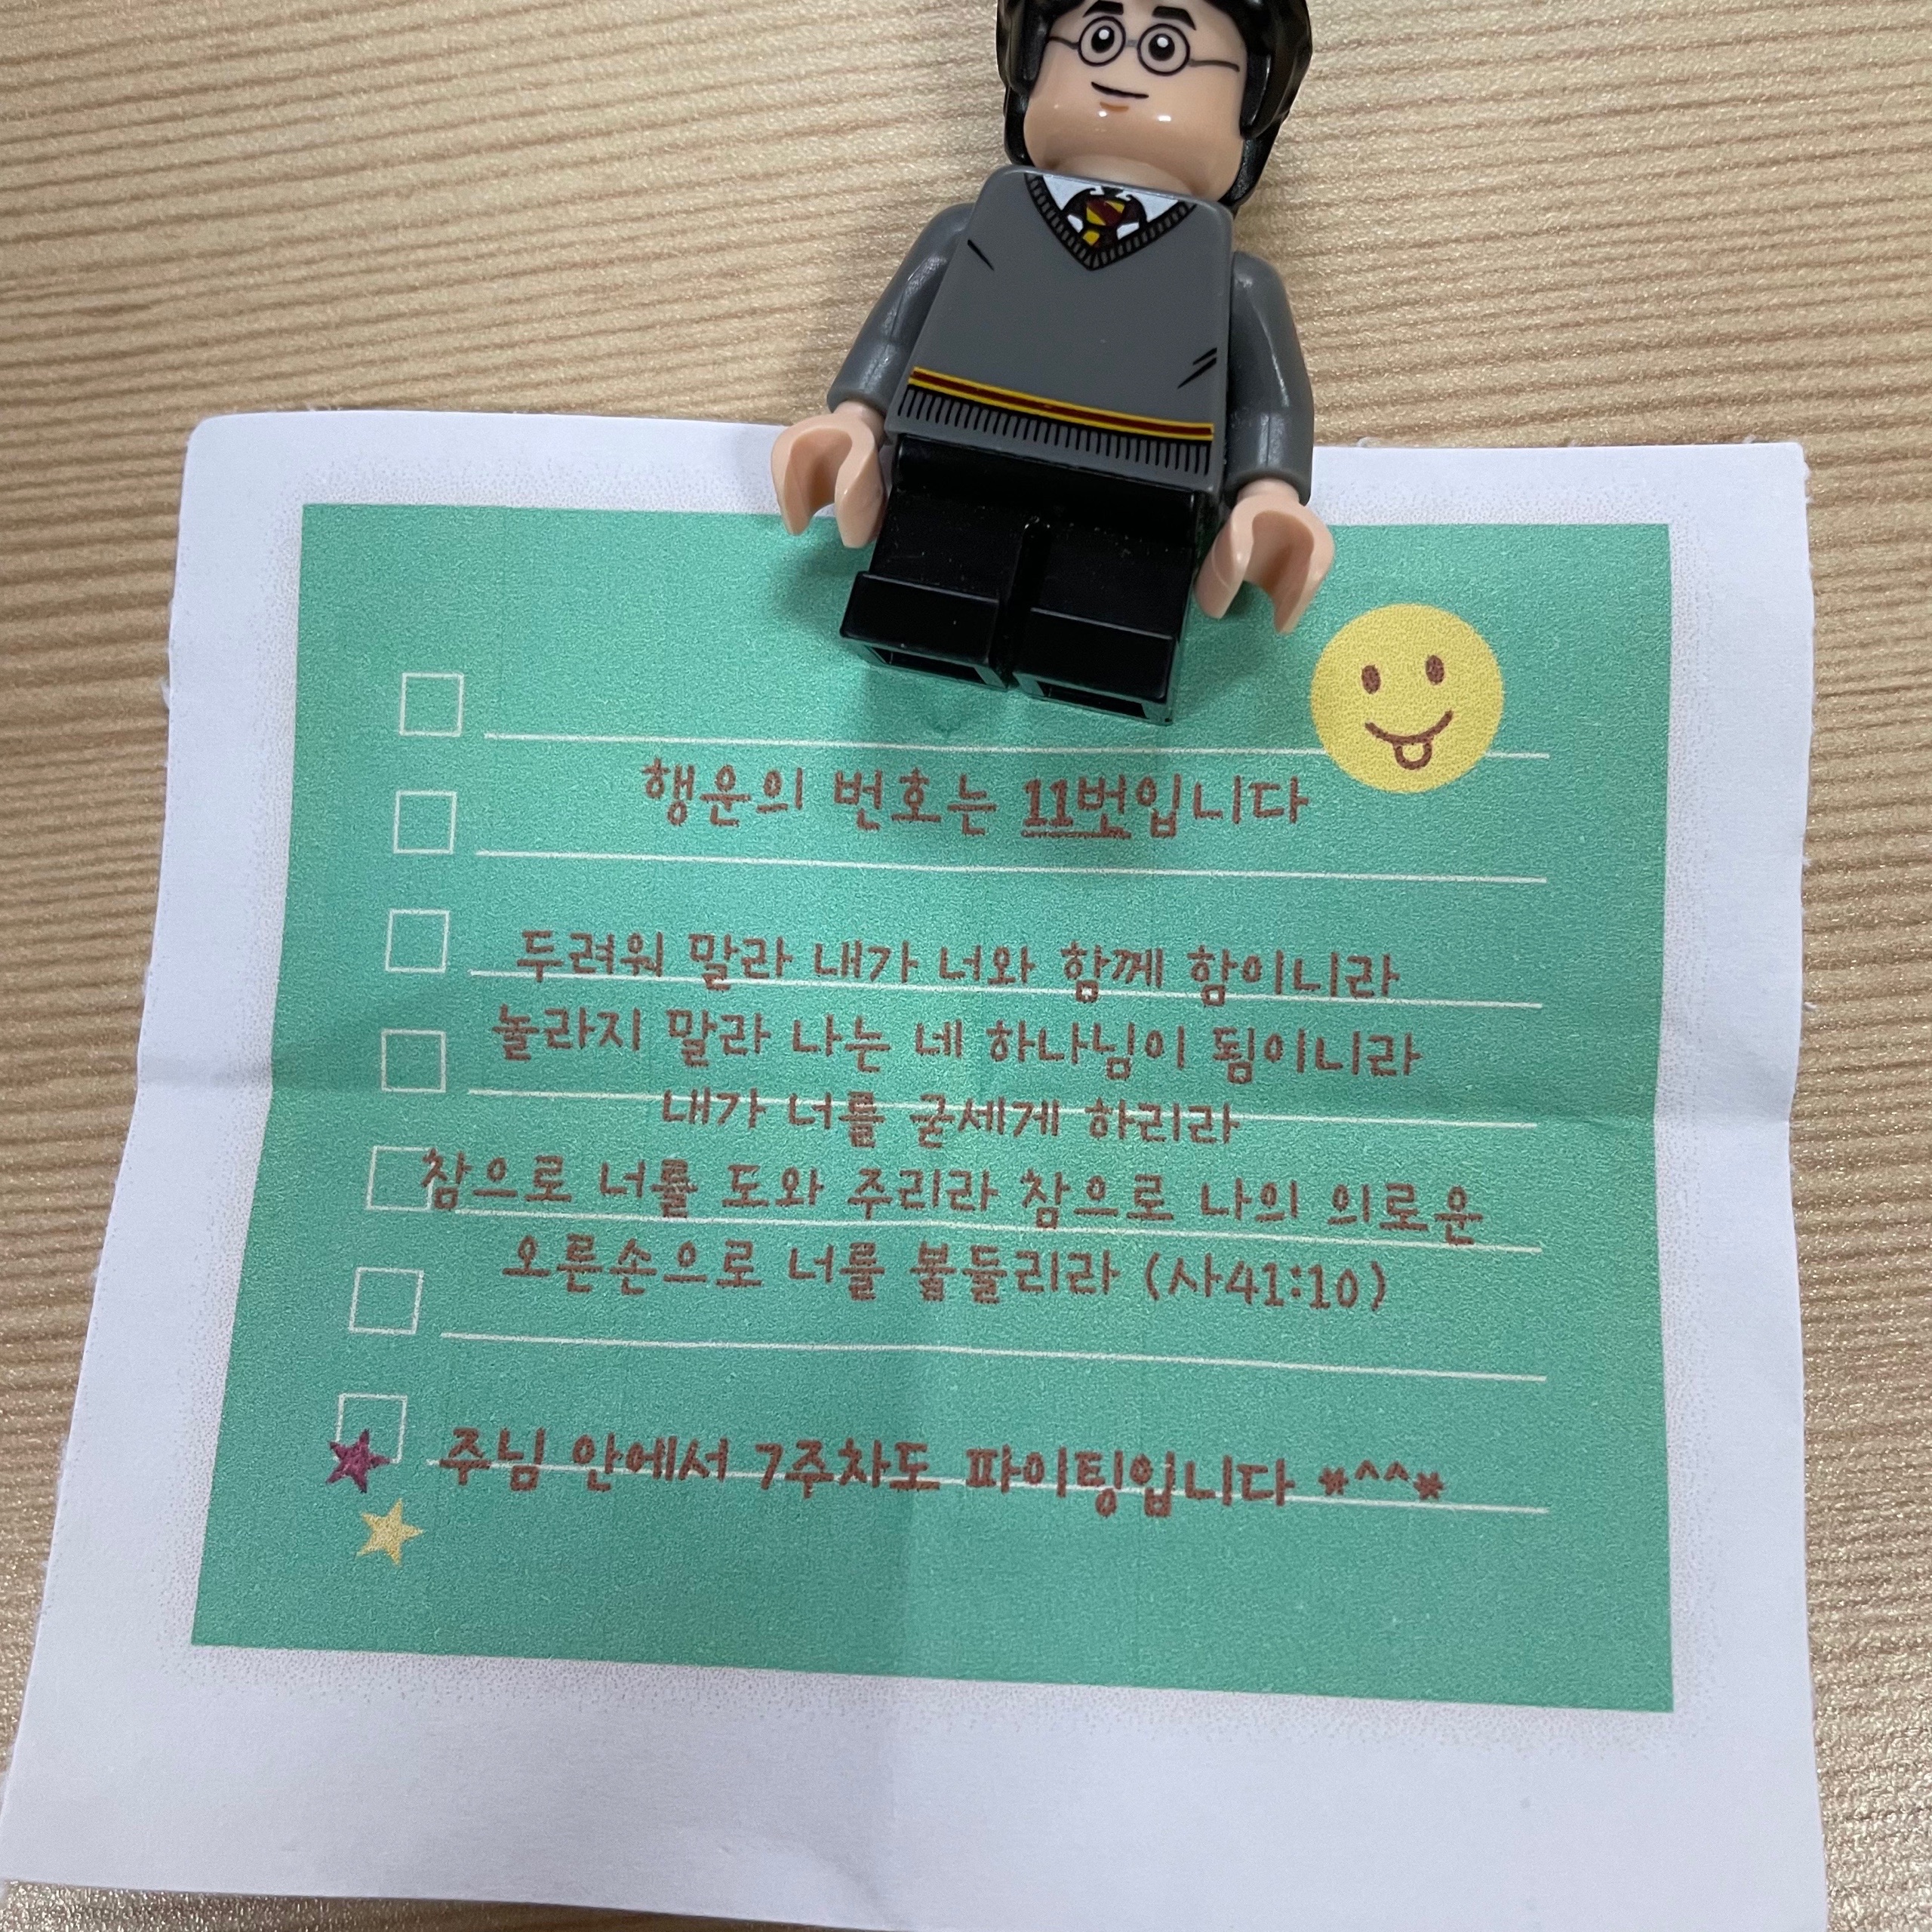 행운의 번호는 11번입니다
두려워 말라 내가 너와 함께 함이니라
놀라지 말라 나는 네 하나님이 됨이니라
내가 너를 굳세게 하리라
참으로 너를 도와 주리라 참으로 나의 의로운
오른손으로 너를 붙들리라 (사41:10)
주님 안에서 7주차도 파이팅입니다 *^^*